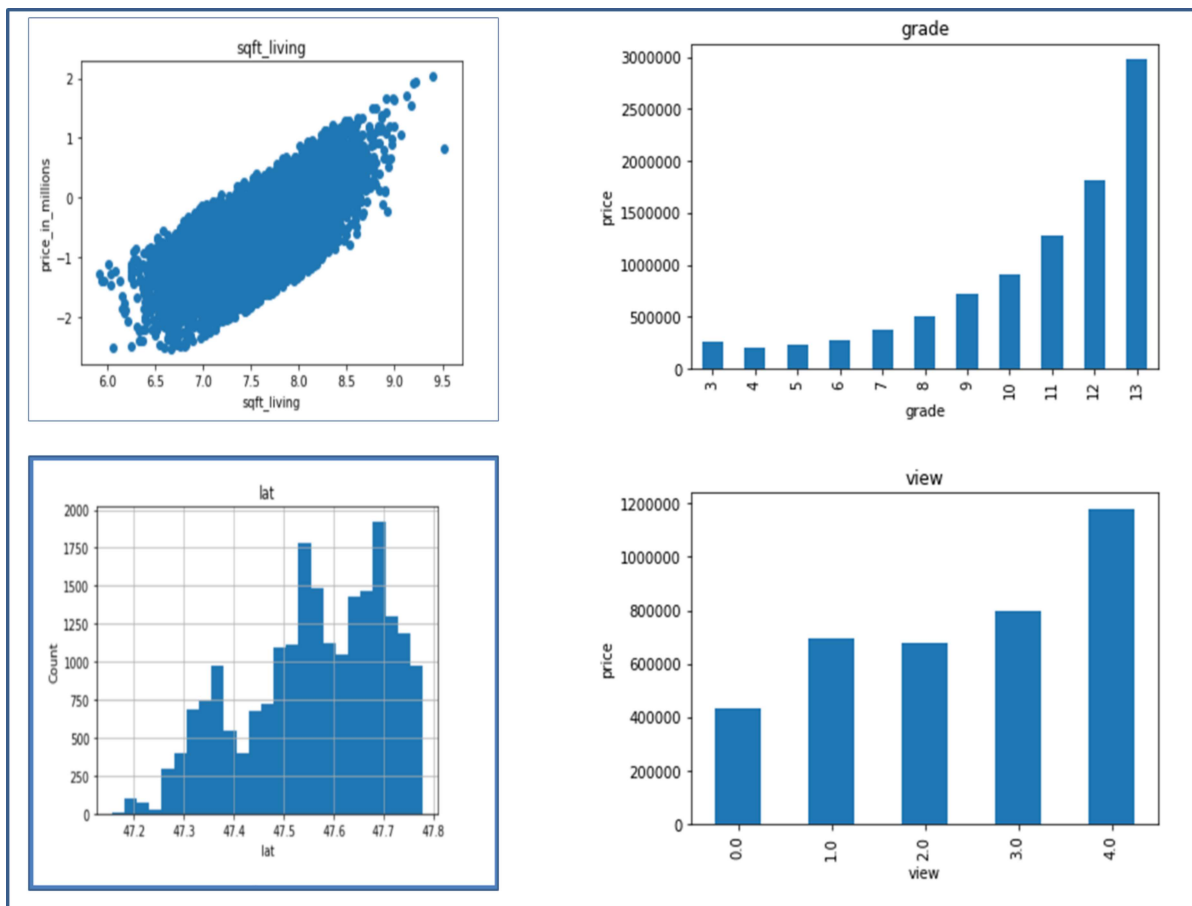 sqft_living
price_in_millions
2
1
0
−1
−2
6.0 6.5 7.0 7.5 8.0 8.5 9.0 9.5
sqft_living
grade
price
3000000
2500000
2000000
1500000
1000000
500000
0
3 4 5 6 7 8 9 10 11 12 13
grade
lat
Count
2000
1750
1500
1250
1000
750
500
250
0
47.2 47.3 47.4 47.5 47.6 47.7 47.8
lat
view
price
1200000
1000000
800000
600000
400000
200000
0
0.0 1.0 2.0 3.0 4.0
view